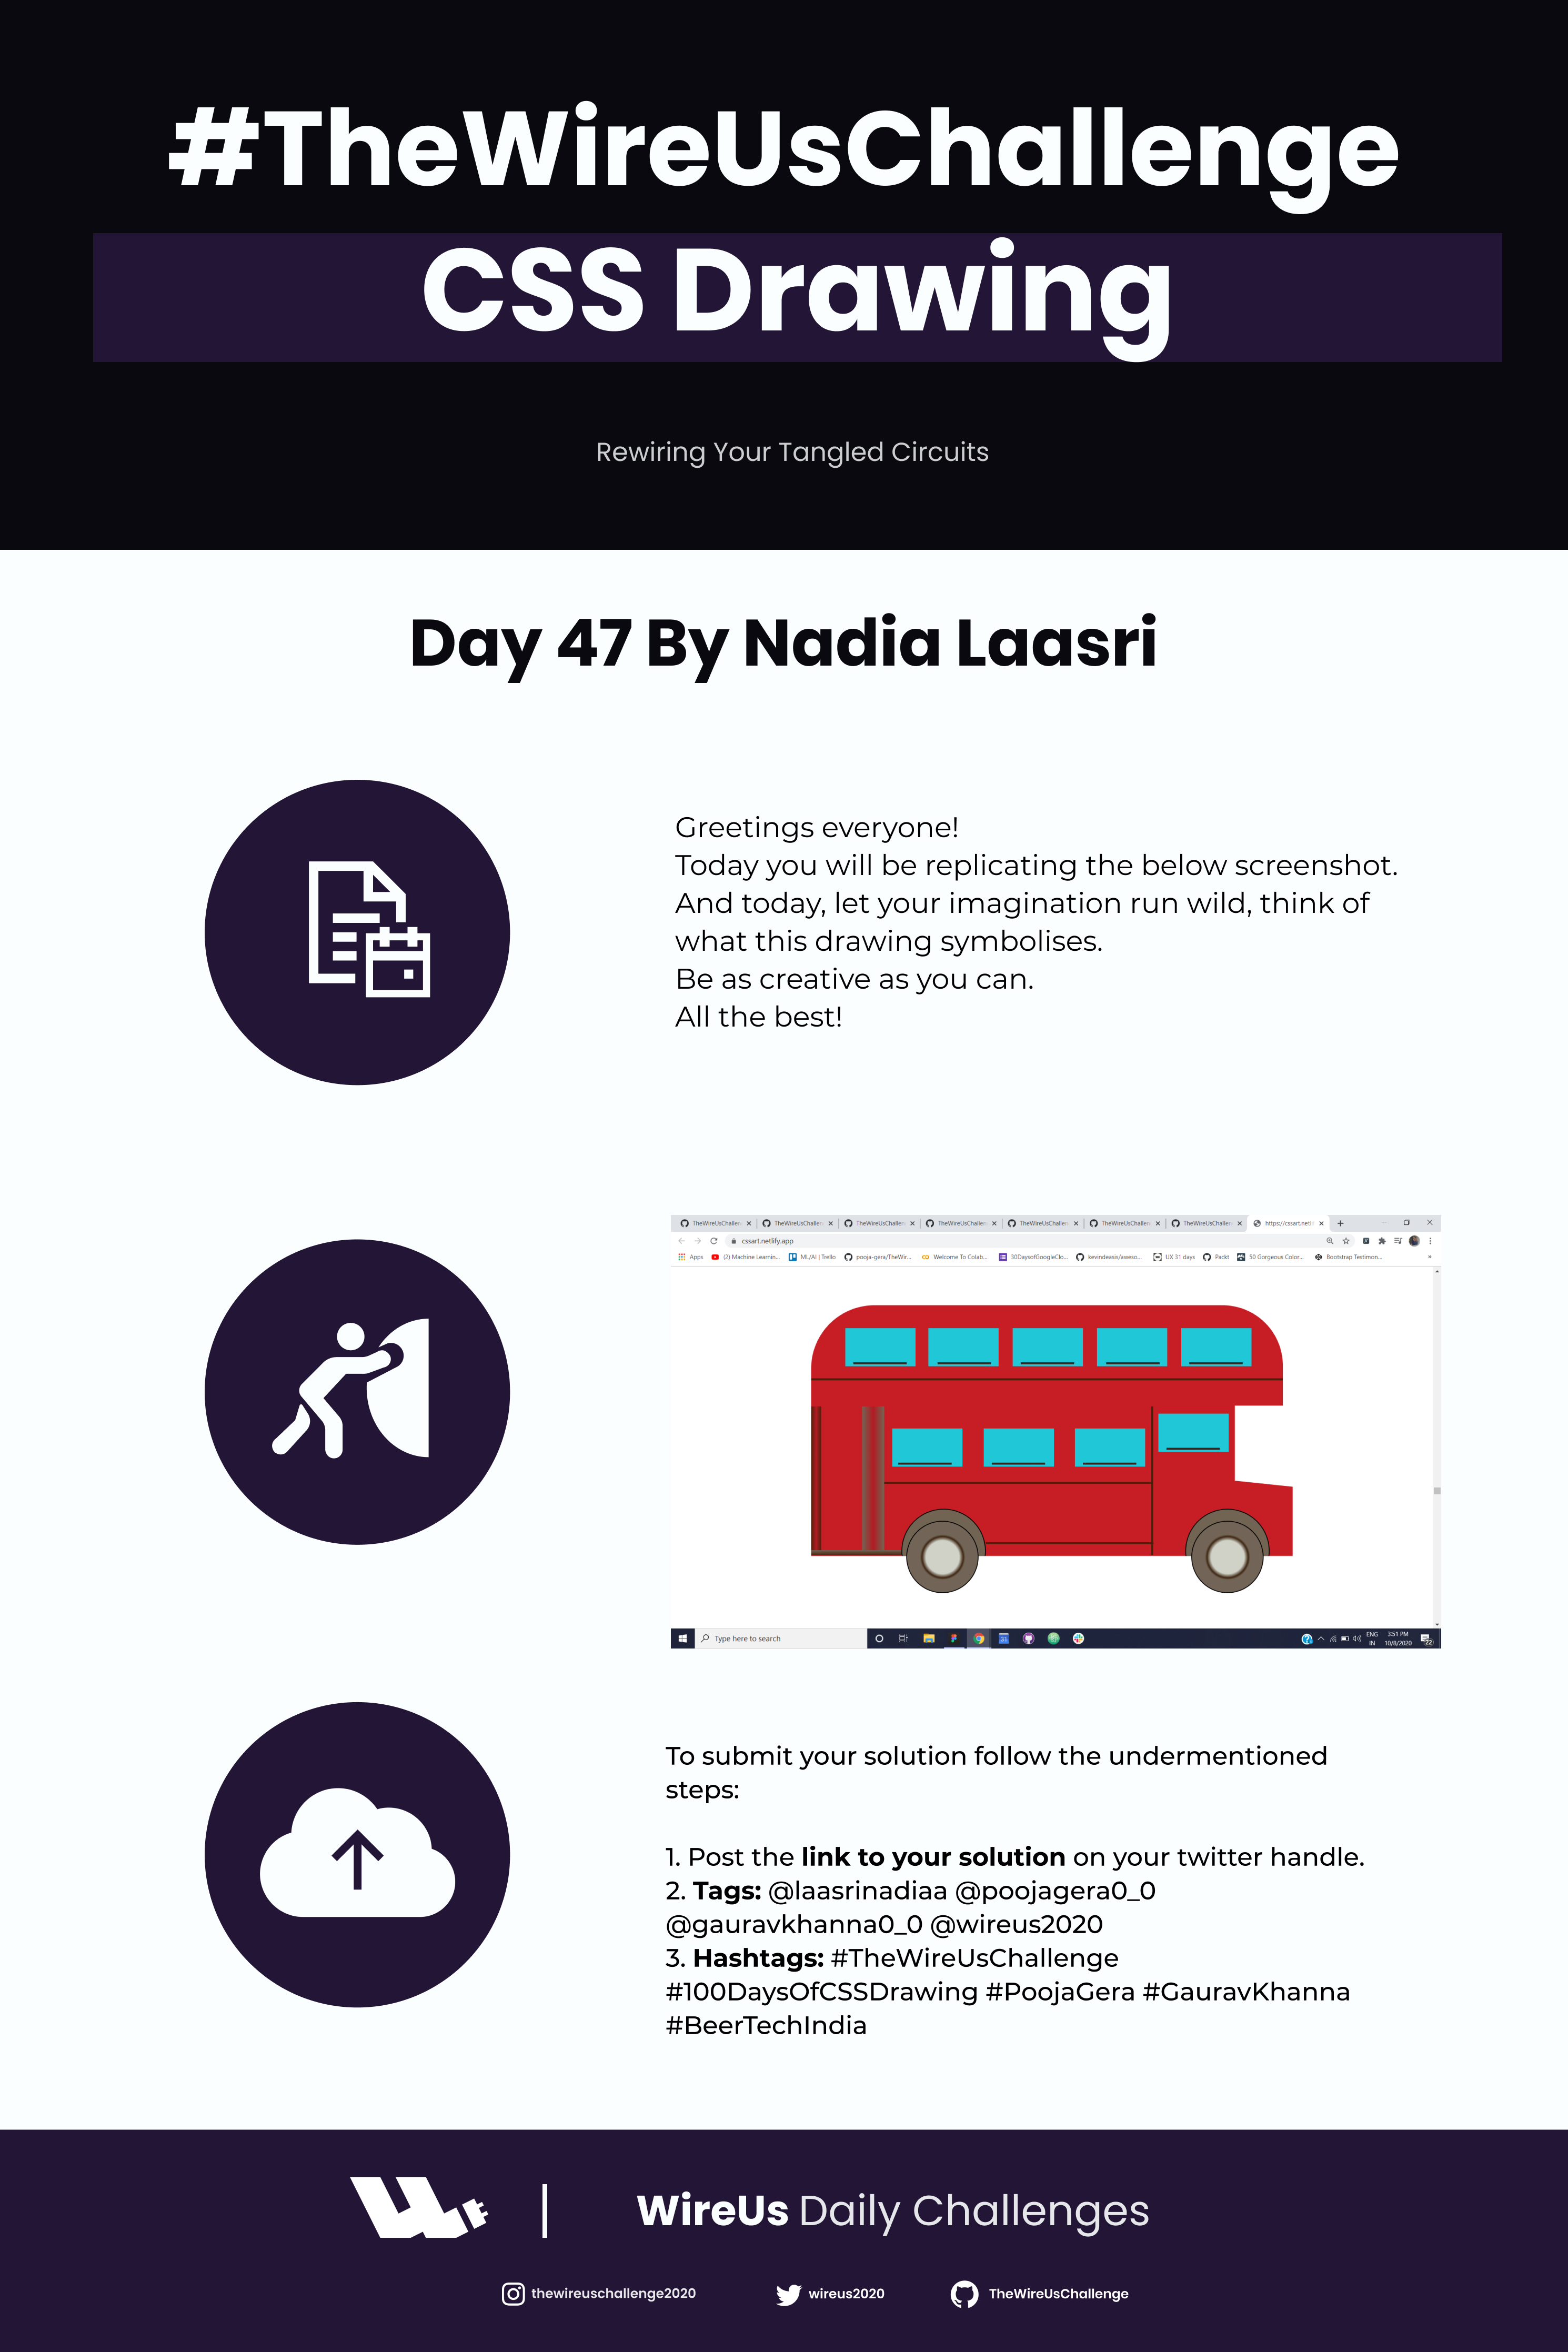 #TheWireUsChallenge
CSS Drawing
Rewiring Your Tangled Circuits
Day 47 By Nadia Laasri
Greetings everyone!
Today you will be replicating the below screenshot.
And today, let your imagination run wild, think of
what this drawing symbolises.
Be as creative as you can.
All the best!
TheWireUsChallen TheWireUsChallen TheWireUsChallen TheWireUsChallen TheWireUsChallen TheWireUsChallen TheWireUsChallen https://cssart.netli
cssart.netlify.app
Apps (2) Machine Learnin... ML/AI | Trello pooja-gera/TheWir... Welcome To Colab... 30DaysofGoogleClo... kevindeasis/aweso... UX 31 days Packt 50 Gorgeous Color... Bootstrap Testimon... »
Type here to search
ENG 3:51 PM
IN 10/8/2020 22
To submit your solution follow the undermentioned
steps:
1. Post the link to your solution on your twitter handle.
2. Tags: @laasrinadiaa @poojagera0_0
@gauravkhanna0_0 @wireus2020
3. Hashtags: #TheWireUsChallenge
#100DaysOfCSSDrawing #PoojaGera #GauravKhanna
#BeerTechIndia
WireUs Daily Challenges
thewireuschallenge2020 wireus2020 TheWireUsChallenge